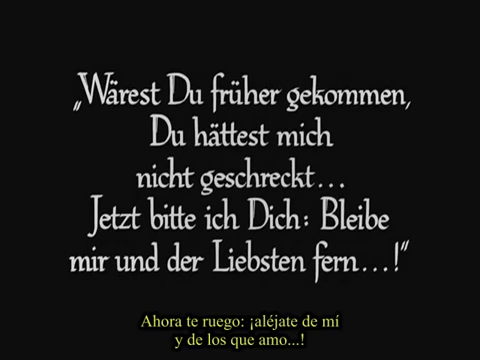 „Wärest Du früher gekommen,
Du hättest mich
nicht geschreckt...
Jetzt bitte ich Dich: Bleibe
mir und der Liebsten fern...!“
Ahora te ruego: ¡aléjate de mí
y de los que amo...!